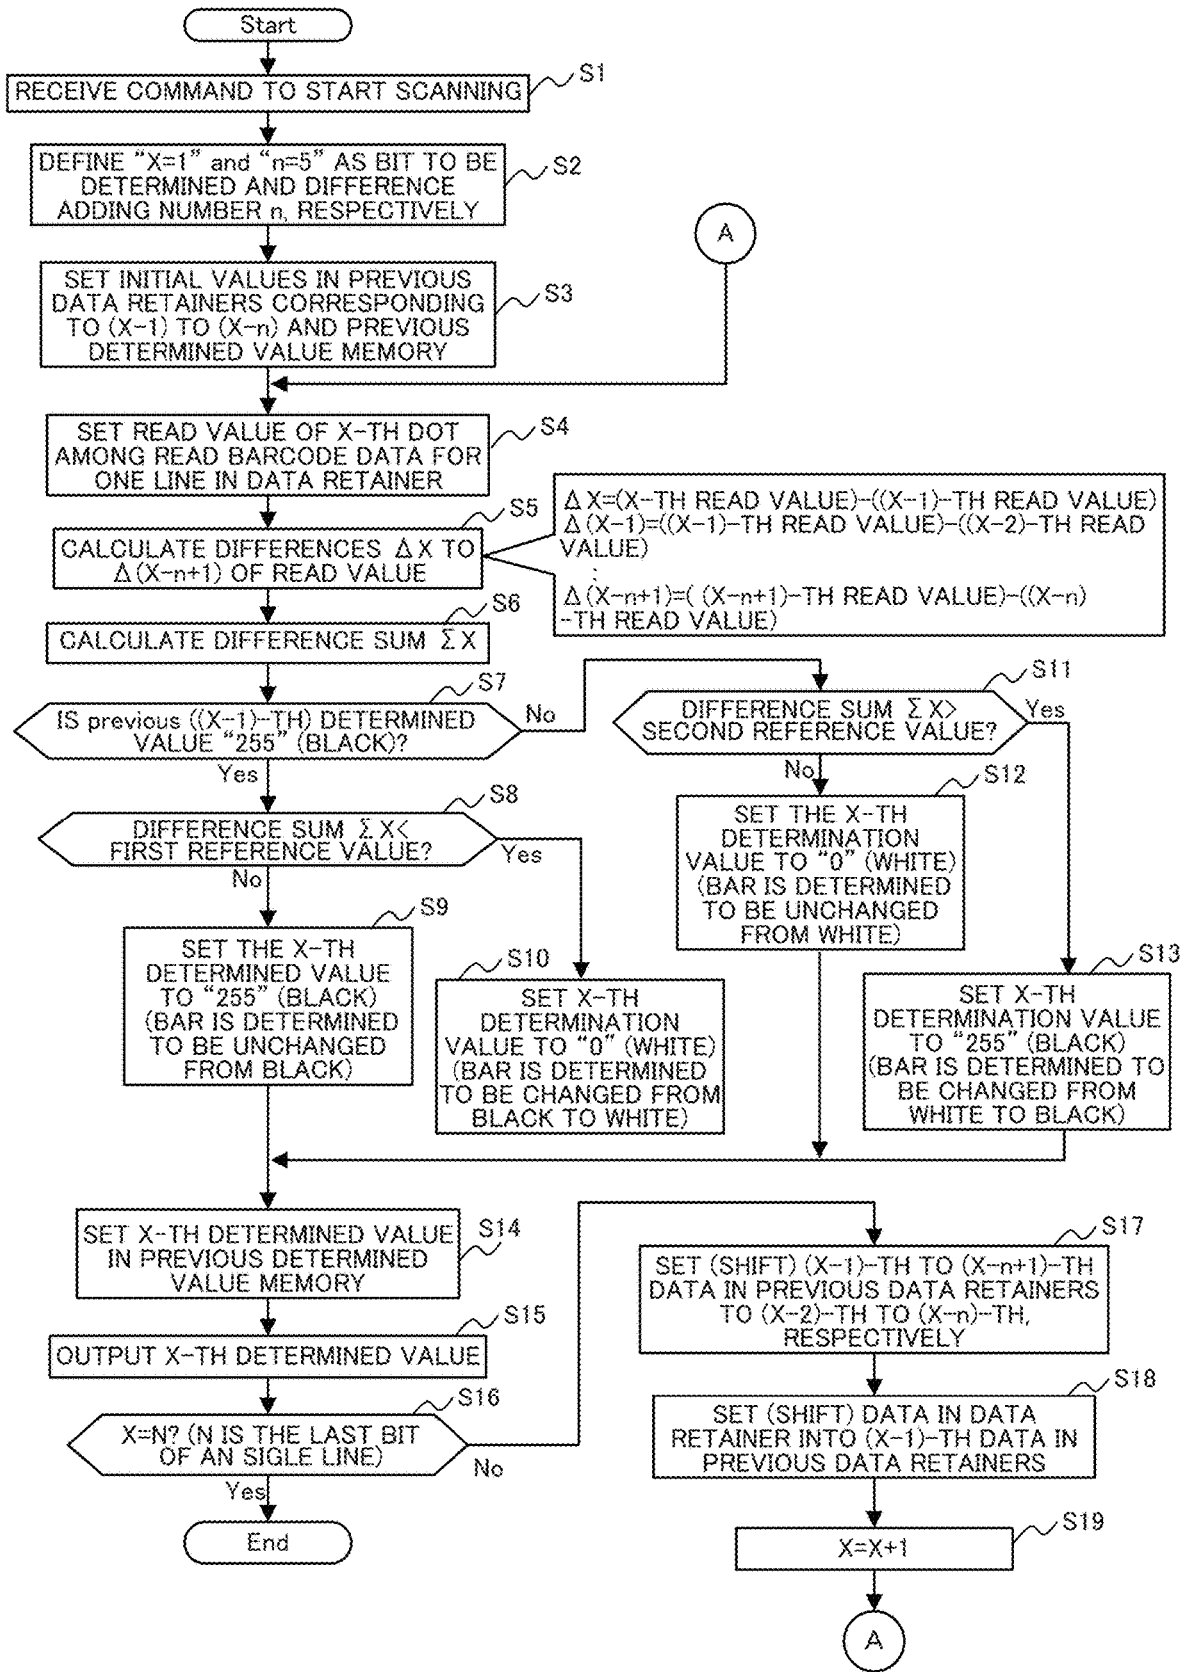 Start
S1
RECEIVE COMMAND TO START SCANNING
S2
DEFINE “X=1” and “n=5” AS BIT TO BE
DETERMINED AND DIFFERENCE
ADDING NUMBER n, RESPECTIVELY
A
S3
SET INITIAL VALUES IN PREVIOUS
DATA RETAINERS CORRESPONDING
TO (X-1) TO (X-n) AND PREVIOUS
DETERMINED VALUE MEMORY
S4
SET READ VALUE OF X-TH DOT
AMONG READ BARCODE DATA FOR
ONE LINE IN DATA RETAINER
S5
CALCULATE DIFFERENCES ΔX TO
Δ(X-n+1) OF READ VALUE
ΔX=(X-TH READ VALUE)-((X-1)-TH READ VALUE)
Δ(X-1)=((X-1)-TH READ VALUE)-((X-2)-TH READ
VALUE)
⋮
Δ(X-n+1)=( (X-n+1)-TH READ VALUE)-((X-n)
-TH READ VALUE)
S6
CALCULATE DIFFERENCE SUM ΣX
S7
IS previous ((X-1)-TH) DETERMINED
VALUE “255” (BLACK)?
No
Yes
S11
DIFFERENCE SUM ΣX>
SECOND REFERENCE VALUE?
Yes
No
S8
DIFFERENCE SUM ΣX<
FIRST REFERENCE VALUE?
Yes
No
S12
SET THE X-TH
DETERMINATION
VALUE TO “0” (WHITE)
(BAR IS DETERMINED
TO BE UNCHANGED
FROM WHITE)
S9
SET THE X-TH
DETERMINED VALUE
TO “255” (BLACK)
(BAR IS DETERMINED
TO BE UNCHANGED
FROM BLACK)
S10
SET X-TH
DETERMINATION
VALUE TO “0” (WHITE)
(BAR IS DETERMINED
TO BE CHANGED FROM
BLACK TO WHITE)
S13
SET X-TH
DETERMINATION VALUE
TO “255” (BLACK)
(BAR IS DETERMINED TO
BE CHANGED FROM
WHITE TO BLACK)
S14
SET X-TH DETERMINED VALUE
IN PREVIOUS DETERMINED
VALUE MEMORY
S15
OUTPUT X-TH DETERMINED VALUE
S16
X=N? (N IS THE LAST BIT
OF AN SIGLE LINE)
No
Yes
End
S17
SET (SHIFT) (X-1)-TH TO (X-n+1)-TH
DATA IN PREVIOUS DATA RETAINERS
TO (X-2)-TH TO (X-n)-TH,
RESPECTIVELY
S18
SET (SHIFT) DATA IN DATA
RETAINER INTO (X-1)-TH DATA IN
PREVIOUS DATA RETAINERS
S19
X=X+1
A